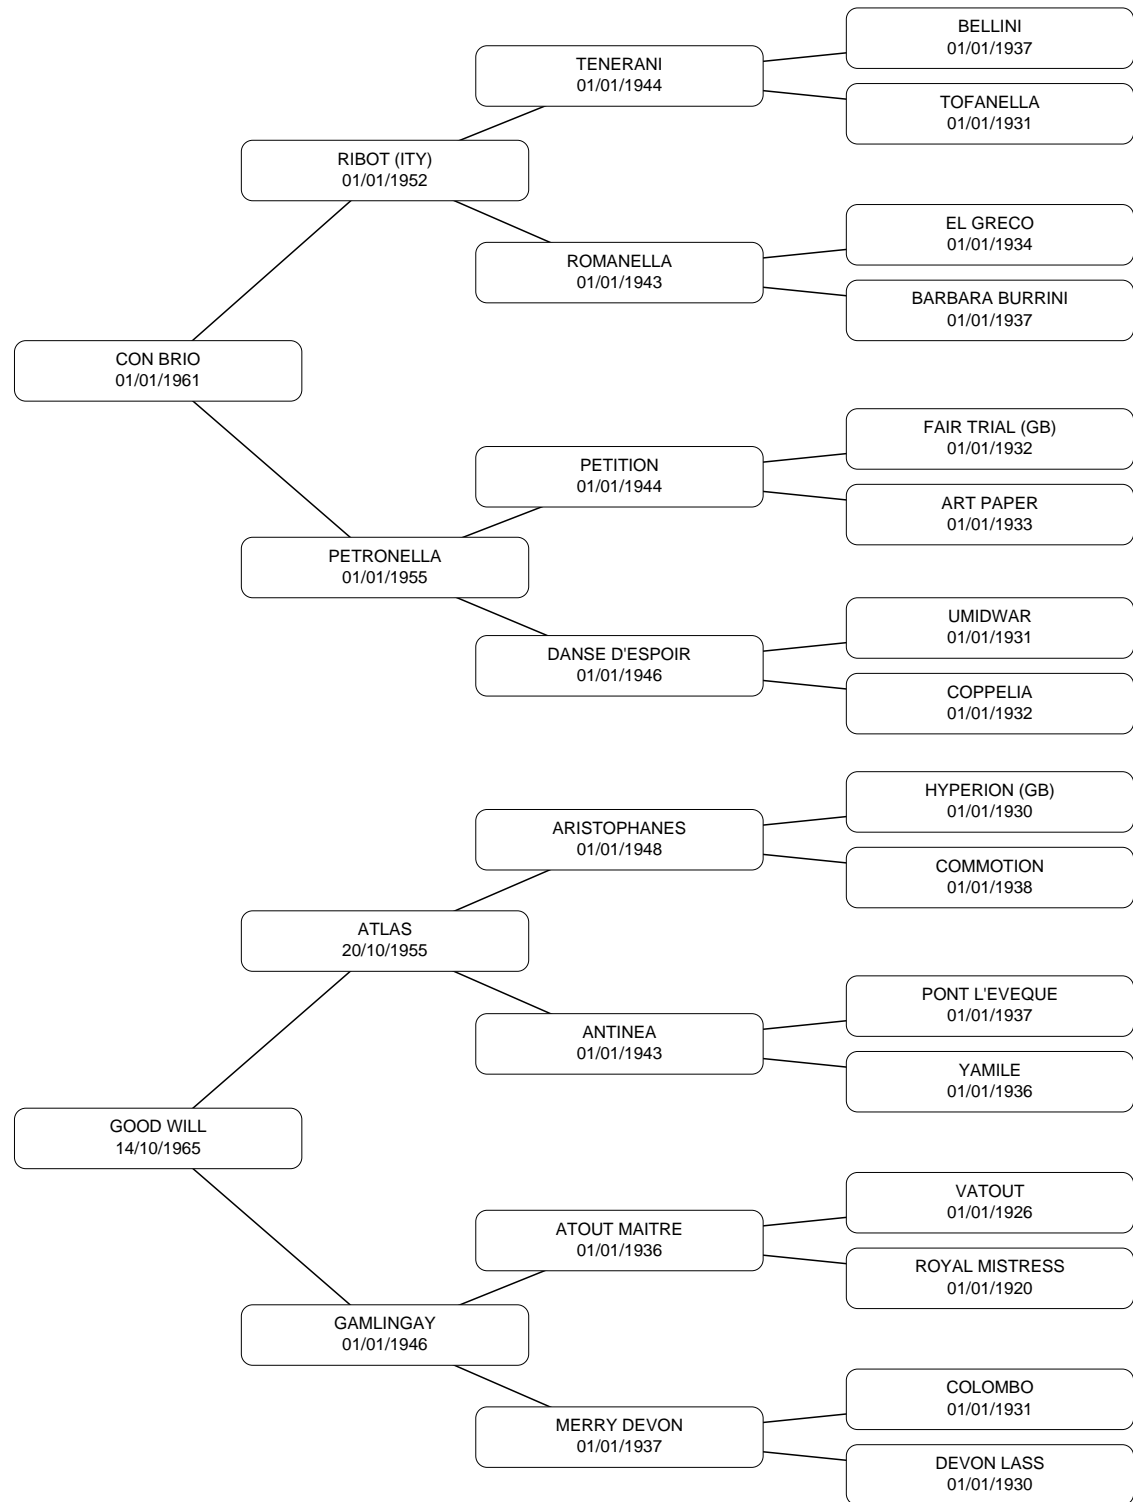 BELLINI
01/01/1937
TENERANI
01/01/1944
TOFANELLA
01/01/1931
RIBOT (ITY)
01/01/1952
EL GRECO
01/01/1934
ROMANELLA
01/01/1943
BARBARA BURRINI
01/01/1937
CON BRIO
01/01/1961
FAIR TRIAL (GB)
01/01/1932
PETITION
01/01/1944
ART PAPER
01/01/1933
PETRONELLA
01/01/1955
UMIDWAR
01/01/1931
DANSE D'ESPOIR
01/01/1946
COPPELIA
01/01/1932
HYPERION (GB)
01/01/1930
ARISTOPHANES
01/01/1948
COMMOTION
01/01/1938
ATLAS
20/10/1955
PONT L'EVEQUE
01/01/1937
ANTINEA
01/01/1943
YAMILE
01/01/1936
GOOD WILL
14/10/1965
VATOUT
01/01/1926
ATOUT MAITRE
01/01/1936
ROYAL MISTRESS
01/01/1920
GAMLINGAY
01/01/1946
COLOMBO
01/01/1931
MERRY DEVON
01/01/1937
DEVON LASS
01/01/1930